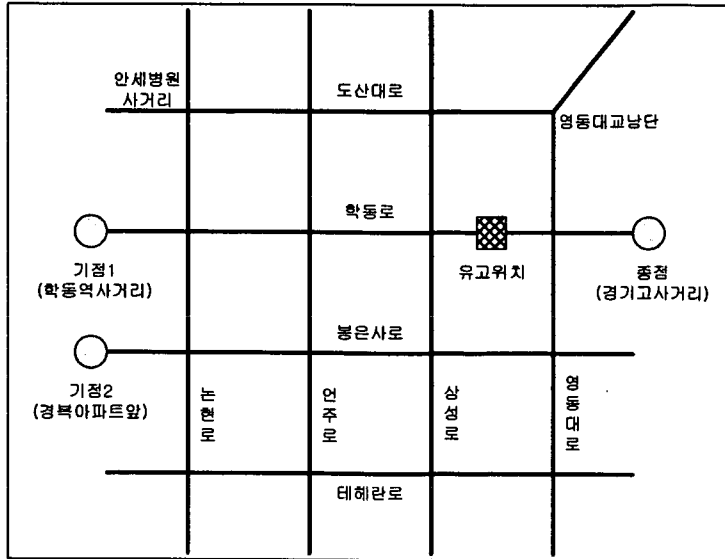 안세병원
사거리
도산대로
영동대교남단
학동로
기점1
(학동역사거리)
유고위치
종점
(경기고사거리)
봉은사로
기점2
(경복아파트앞)
논현로
언주로
삼성로
영동대로
테헤란로